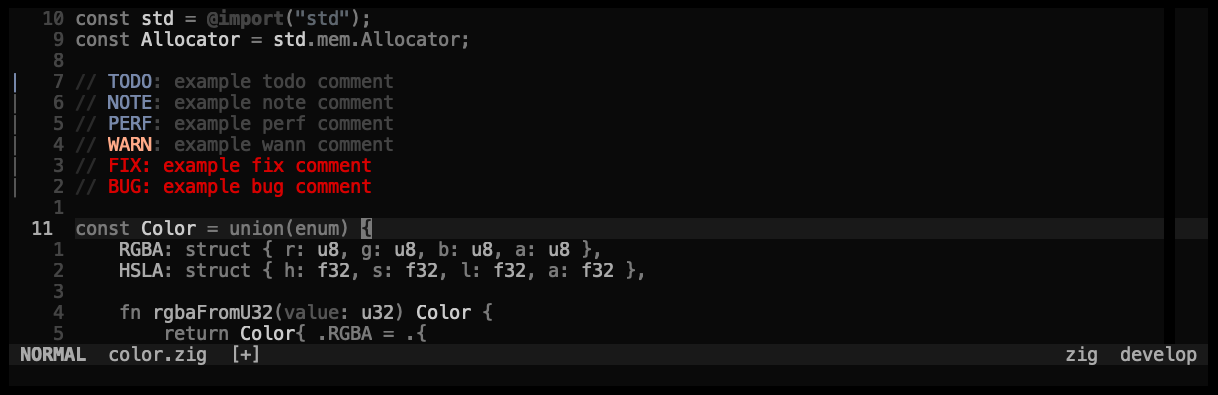 10 const std = @import("std");
9 const Allocator = std.mem.Allocator;
8
7 // TODO: example todo comment
6 // NOTE: example note comment
5 // PERF: example perf comment
4 // WARN: example wann comment
3 // FIX: example fix comment
2 // BUG: example bug comment
1
11 const Color = union(enum) {
1 RGBA: struct { r: u8, g: u8, b: u8, a: u8 },
2 HSLA: struct { h: f32, s: f32, l: f32, a: f32 },
3
4 fn rgbaFromU32(value: u32) Color {
5 return Color{ .RGBA = .{
NORMAL color.zig [+] zig develop